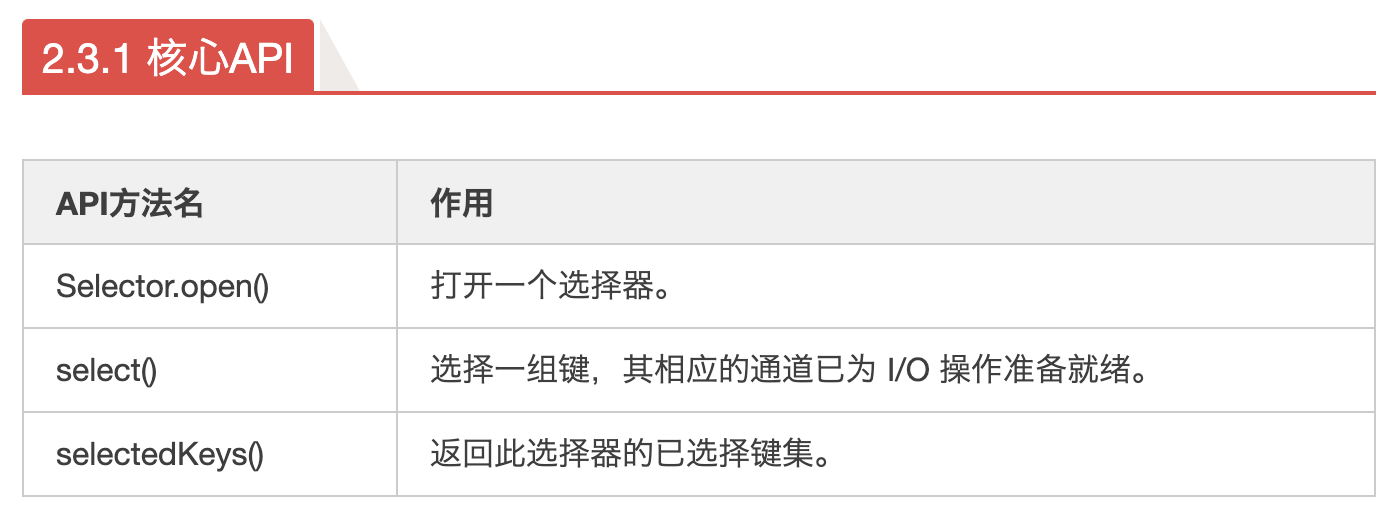 2.3.1 核心API
API方法名 作用
Selector.open() 打开一个选择器。
select() 选择一组键，其相应的通道已为 I/O 操作准备就绪。
selectedKeys() 返回此选择器的已选择键集。